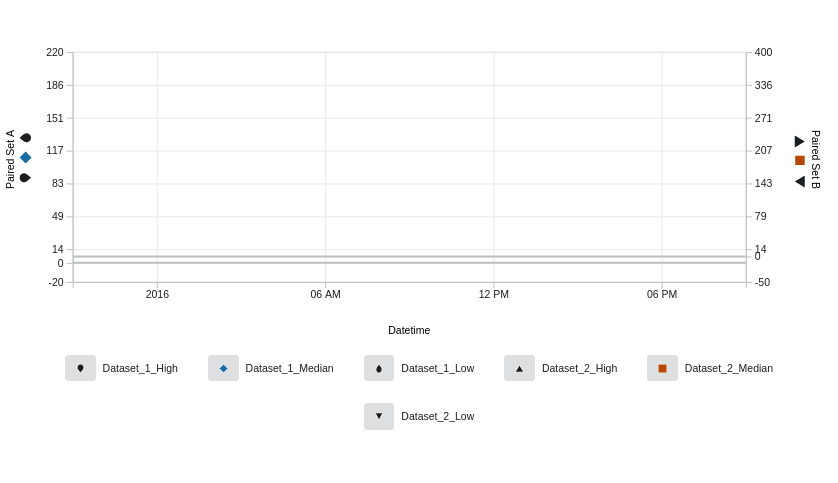 220
186
151
117
83
49
14
0
-20
400
336
271
207
143
79
14
0
-50
Paired Set A
Paired Set B
2016
06 AM
12 PM
06 PM
Datetime
Dataset_1_High
Dataset_1_Median
Dataset_1_Low
Dataset_2_High
Dataset_2_Median
Dataset_2_Low